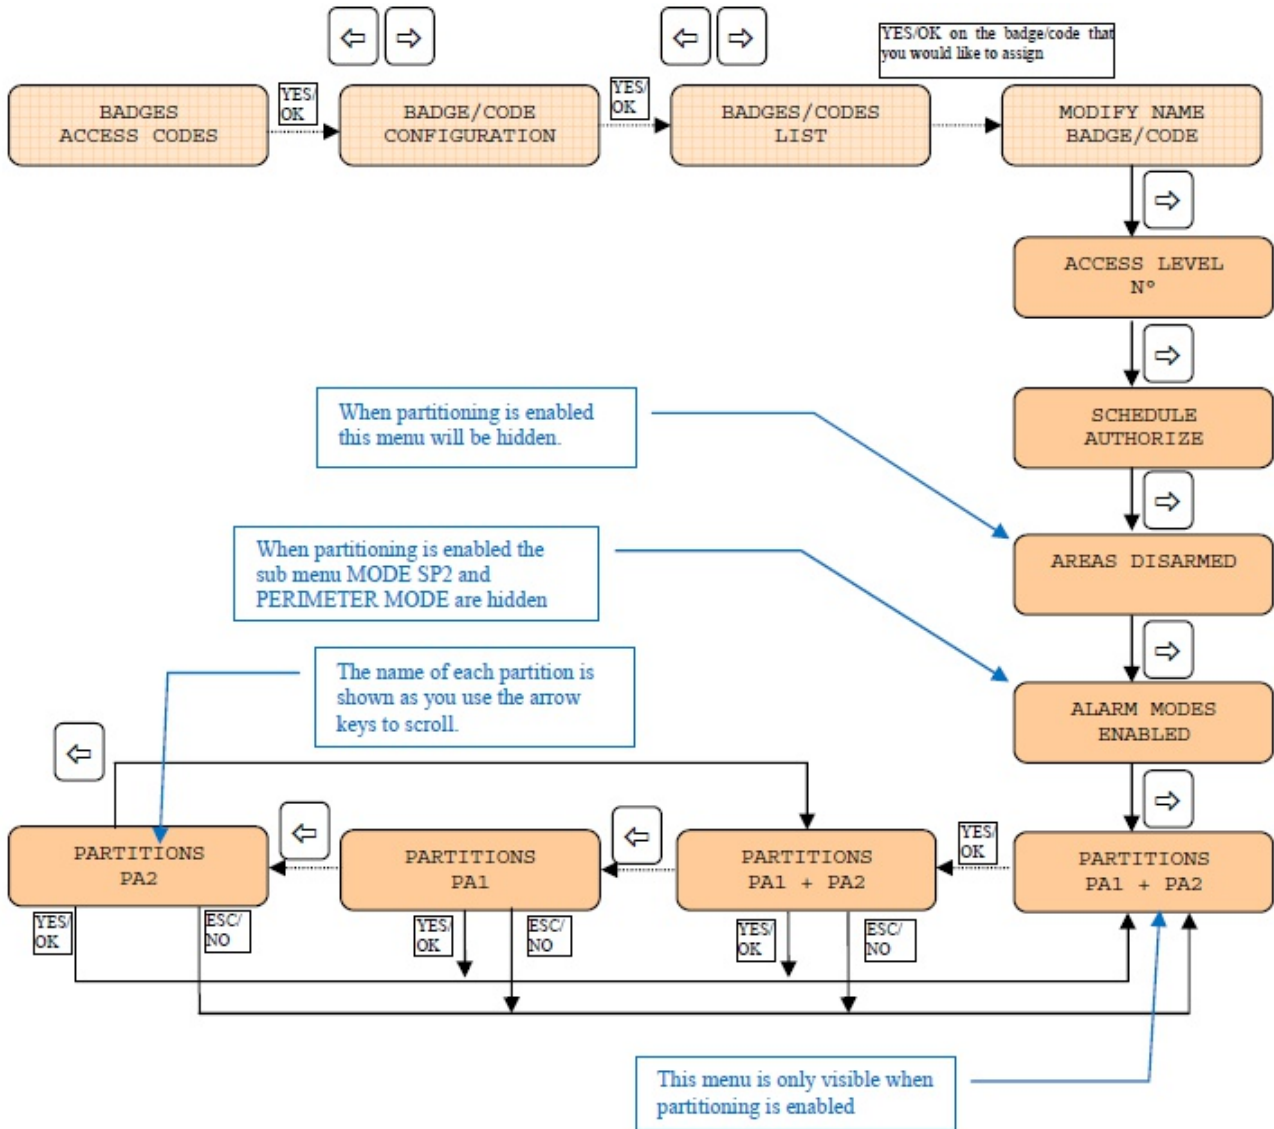 YES/OK on the badge/code that
you would like to assign
BADGES
ACCESS CODES
YES/
OK
BADGE/CODE
CONFIGURATION
YES/
OK
BADGES/CODES
LIST
MODIFY NAME
BADGE/CODE
ACCESS LEVEL
N°
SCHEDULE
AUTHORIZE
When partitioning is enabled
this menu will be hidden.
AREAS DISARMED
When partitioning is enabled the
sub menu MODE SP2 and
PERIMETER MODE are hidden
The name of each partition is
shown as you use the arrow
keys to scroll.
ALARM MODES
ENABLED
PARTITIONS
PA2
PARTITIONS
PA1
PARTITIONS
PA1 + PA2
YES/
OK
PARTITIONS
PA1 + PA2
YES/
OK
ESC/
NO
YES/
OK
ESC/
NO
YES/
OK
ESC/
NO
This menu is only visible when
partitioning is enabled